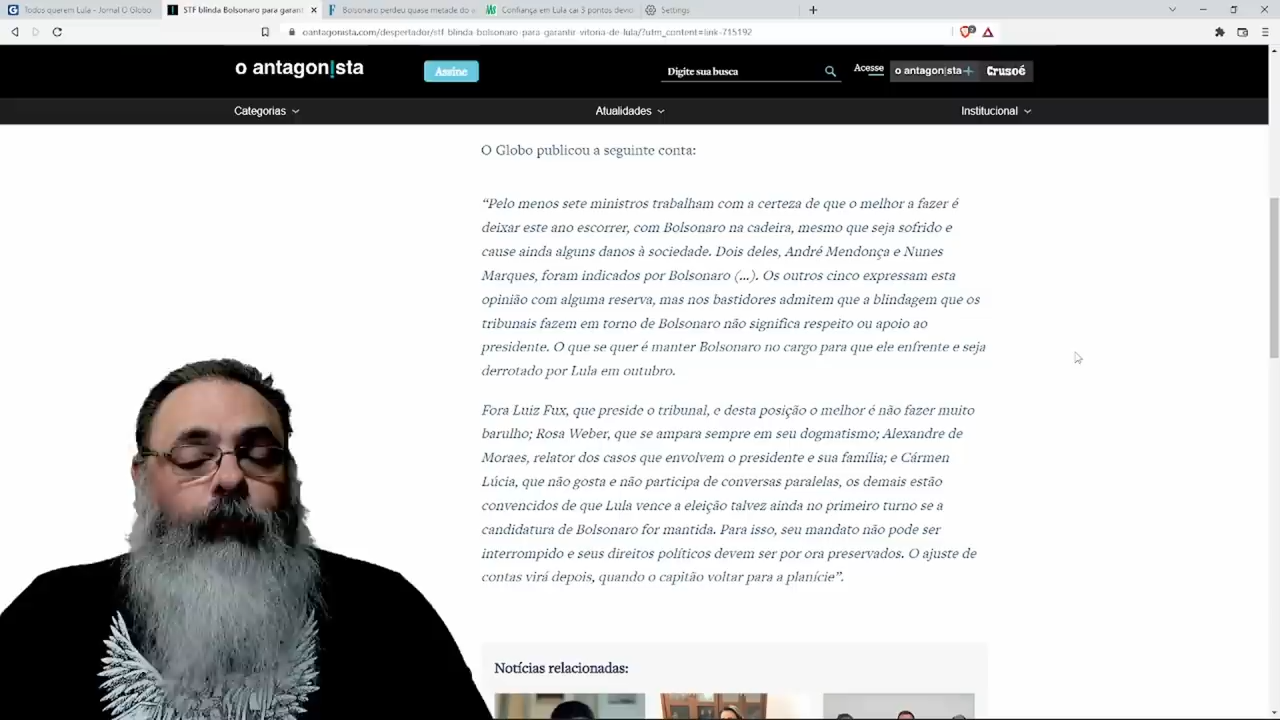 Todos querem Lula - Jornal O Globo
STF blinda Bolsonaro para garant
Bolsonaro perdeu quase metade do
Confiança em Lula cai 3 pontos
Settings
oantagonista.com/despertador/stf-blinda-bolsonaro-para-garantir-vitoria-de-lula/?utm_content=link-715192
o antagon!sta
Assine
Digite sua busca
Acesse
o antagon|sta+
Crusoé
Categorias
Atualidades
Institucional
O Globo publicou a seguinte conta:
“Pelo menos sete ministros trabalham com a certeza de que o melhor a fazer é
deixar este ano escorrer, com Bolsonaro na cadeira, mesmo que seja sofrido e
cause ainda alguns danos à sociedade. Dois deles, André Mendonça e Nunes
Marques, foram indicados por Bolsonaro (...). Os outros cinco expressam esta
opinião com alguma reserva, mas nos bastidores admitem que a blindagem que os
tribunais fazem em torno de Bolsonaro não significa respeito ou apoio ao
presidente. O que se quer é manter Bolsonaro no cargo para que ele enfrente e seja
derrotado por Lula em outubro.
Fora Luiz Fux, que preside o tribunal, e desta posição o melhor é não fazer muito
barulho; Rosa Weber, que se ampara sempre em seu dogmatismo; Alexandre de
Moraes, relator dos casos que envolvem o presidente e sua família; e Cármen
Lúcia, que não gosta e não participa de conversas paralelas, os demais estão
convencidos de que Lula vence a eleição talvez ainda no primeiro turno se a
candidatura de Bolsonaro for mantida. Para isso, seu mandato não pode ser
interrompido e seus direitos políticos devem ser por ora preservados. O ajuste de
contas virá depois, quando o capitão voltar para a planície”.
Notícias relacionadas: